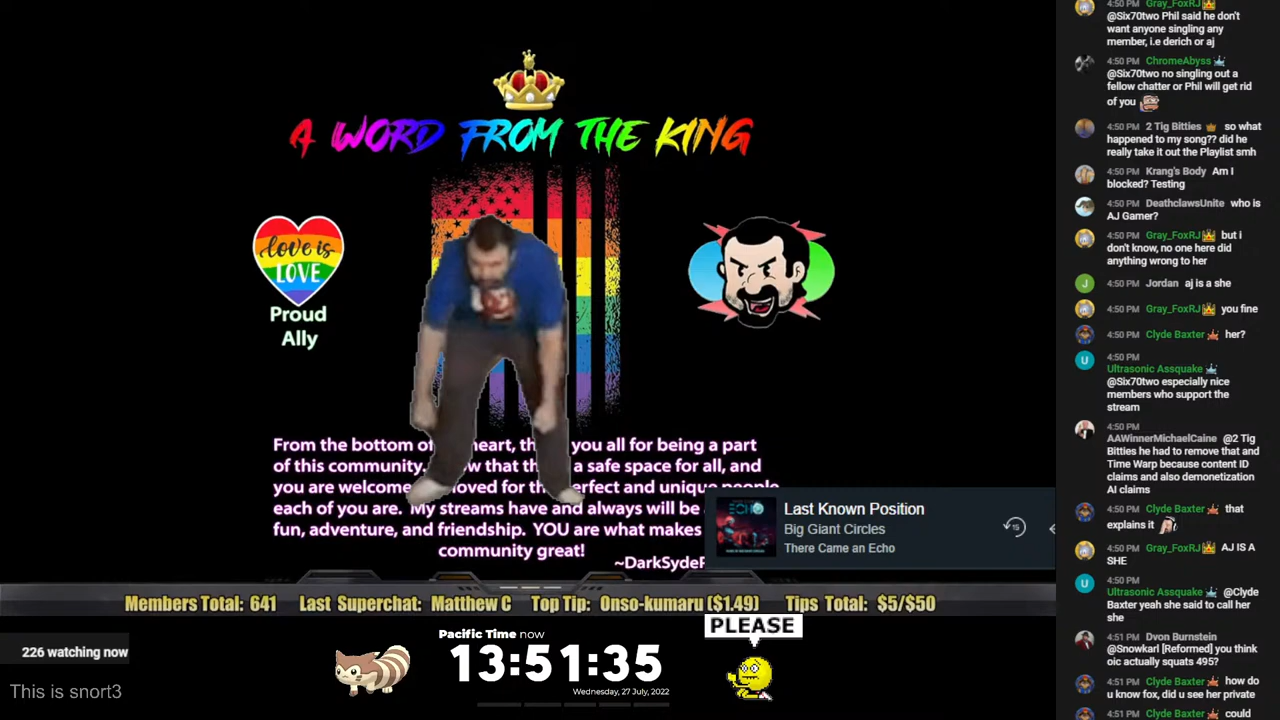 A WORD FROM THE KING
love is
LOVE
Proud
Ally
From the bottom of heart, th you all for being a part
of this community. w that th a safe space for all, and
you are welcome oved for the erfect and unique people
each of you are. My streams have and always will be
fun, adventure, and friendship. YOU are what makes
community great!
~DarkSydeP
ECHO
Last Known Position
Big Giant Circles
There Came an Echo
15
Members Total: 641 Last Superchat: Matthew C Top Tip: Onso-kumaru ($1.49) Tips Total: $5/$50
226 watching now
This is snort3
Pacific Time now
13:51:35
Wednesday, 27 July, 2022
PLEASE
4:50 PM Gray_FoxRJ
@Six70two Phil said he don't
want anyone singling any
member, i.e derich or aj
4:50 PM ChromeAbyss
@Six70two no singling out a
fellow chatter or Phil will get rid
of you
4:50 PM 2 Tig Bitties so what
happened to my song?? did he
really take it out the Playlist smh
4:50 PM Krang's Body Am I
blocked? Testing
4:50 PM DeathclawsUnite who is
AJ Gamer?
4:50 PM Gray_FoxRJ but i
don't know, no one here did
anything wrong to her
J 4:50 PM Jordan aj is a she
4:50 PM Gray_FoxRJ you fine
4:50 PM Clyde Baxter her?
U 4:50 PM
Ultrasonic Assquake
@Six70two especially nice
members who support the
stream
4:50 PM
AAWinnerMichaelCaine @2 Tig
Bitties he had to remove that and
Time Warp because content ID
claims and also demonetization
AI claims
4:50 PM Clyde Baxter that
explains it
4:50 PM Gray_FoxRJ AJ IS A
SHE
U 4:50 PM
Ultrasonic Assquake @Clyde
Baxter yeah she said to call her
she
4:51 PM Dvon Burnstein
@Snowkarl [Reformed] you think
oic actually squats 495?
4:51 PM Clyde Baxter how do
u know fox, did u see her private
4:51 PM Clyde Baxter could